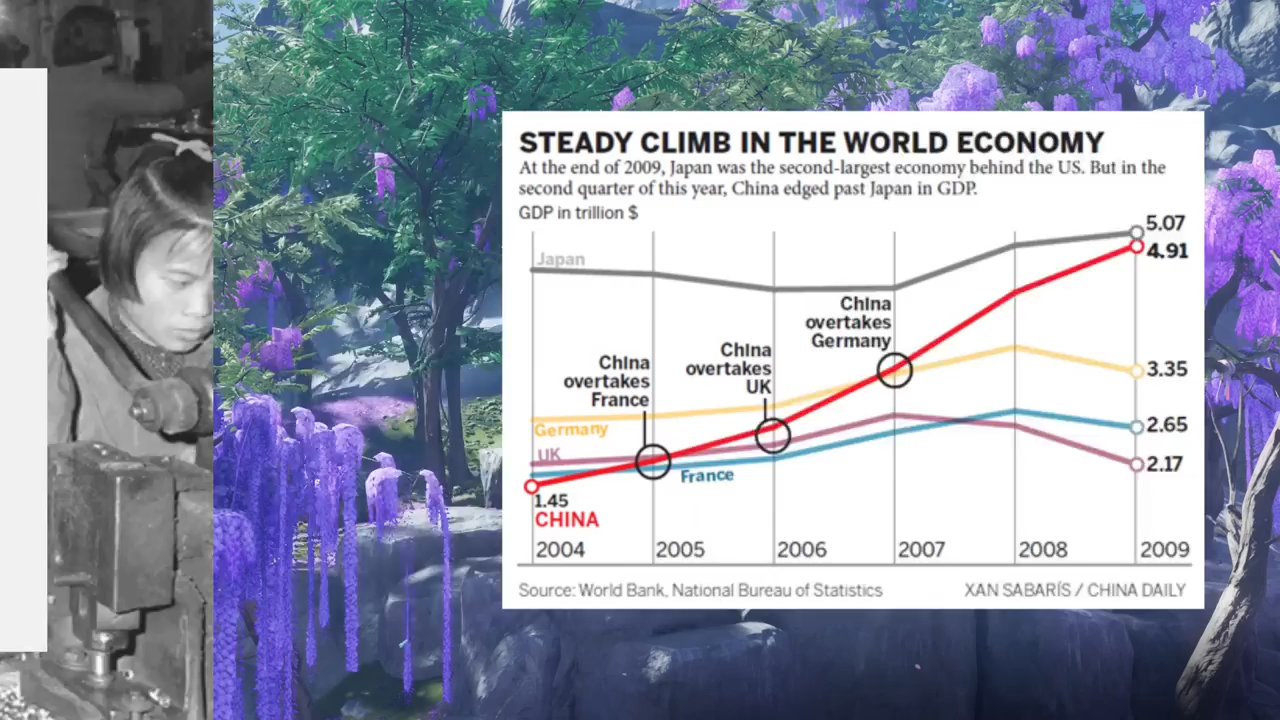 STEADY CLIMB IN THE WORLD ECONOMY
At the end of 2009, Japan was the second-largest economy behind the US. But in the
second quarter of this year, China edged past Japan in GDP.
GDP in trillion $
5.07
4.91
Japan
China
overtakes
Germany
China
overtakes
UK
China
overtakes
France
3.35
Germany
2.65
UK
France
2.17
1.45
CHINA
2004 2005 2006 2007 2008 2009
Source: World Bank, National Bureau of Statistics
XAN SABARÍS / CHINA DAILY